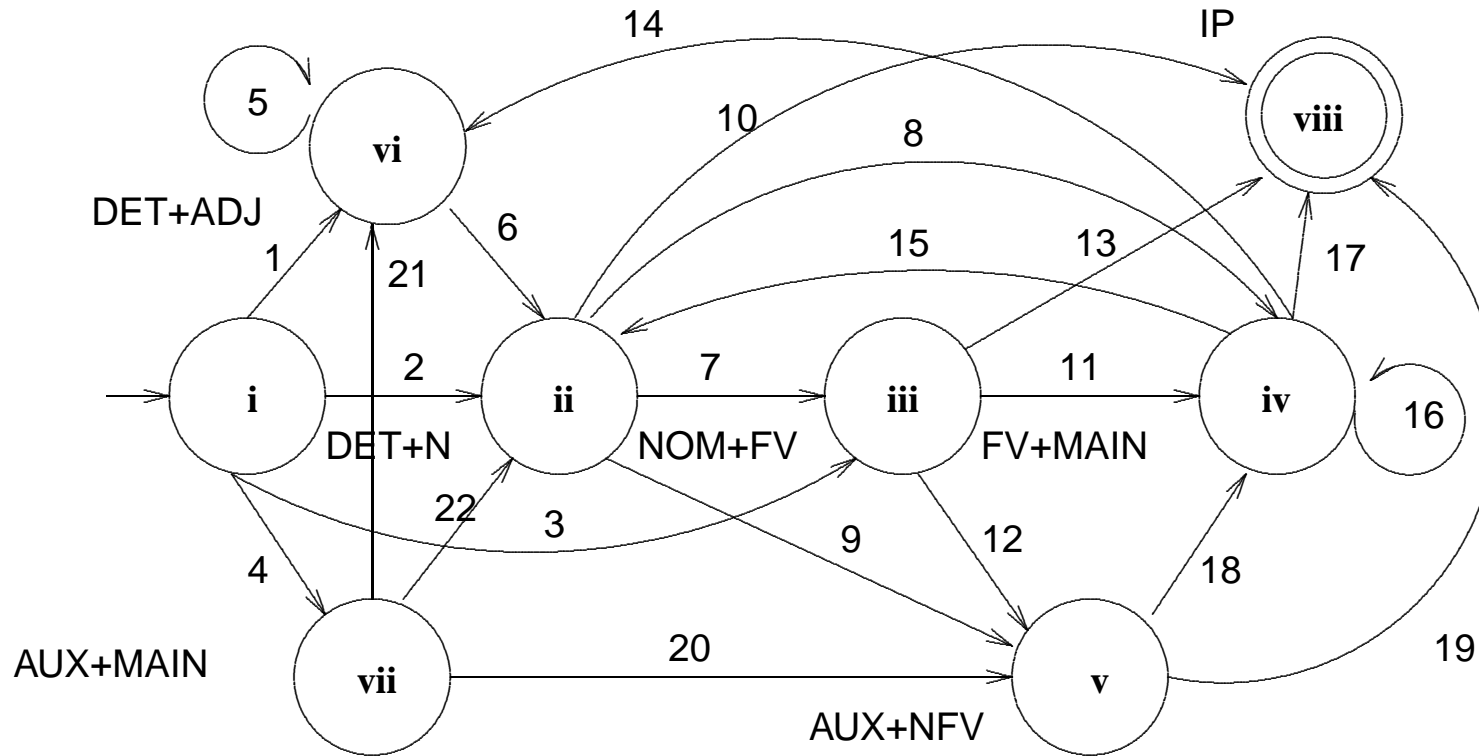 14 IP
5 10 8 viii
vi
DET+ADJ 6 13
1 21 15 17
i 2 ii 7 iii 11 iv 16
DET+N NOM+FV FV+MAIN
22 3 9 12
4 18
AUX+MAIN vii 20 v 19
AUX+NFV